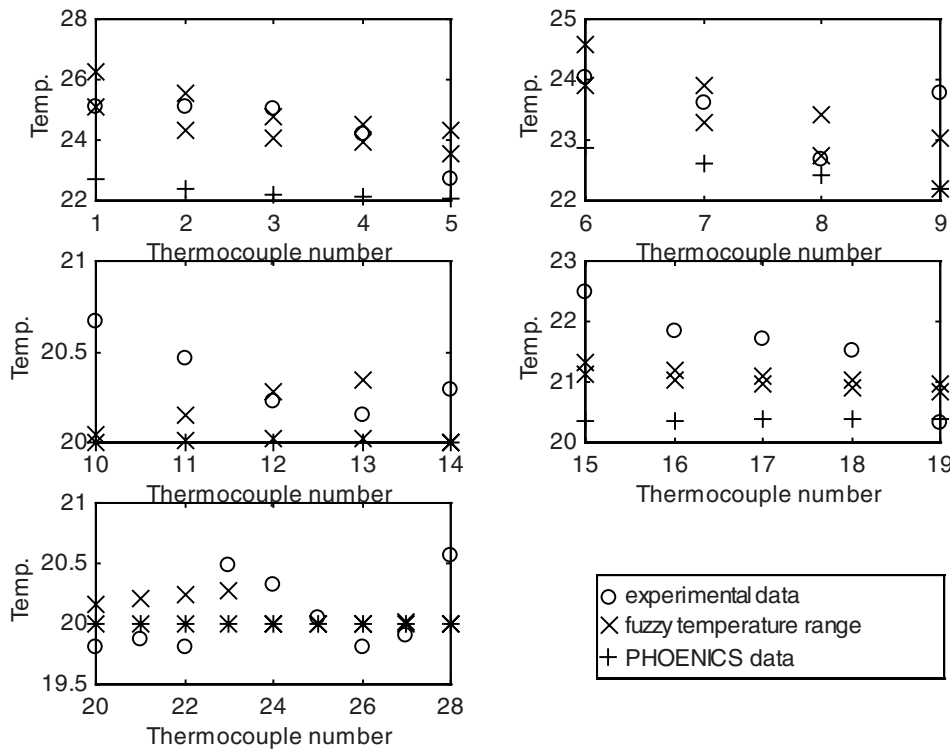 28
26
24
22
Temp.
1 2 3 4 5
Thermocouple number
25
24
23
22
Temp.
6 7 8 9
Thermocouple number
21
20.5
20
Temp.
10 11 12 13 14
Thermocouple number
23
22
21
20
Temp.
15 16 17 18 19
Thermocouple number
21
20.5
20
19.5
Temp.
20 22 24 26 28
Thermocouple number
experimental data
fuzzy temperature range
PHOENICS data